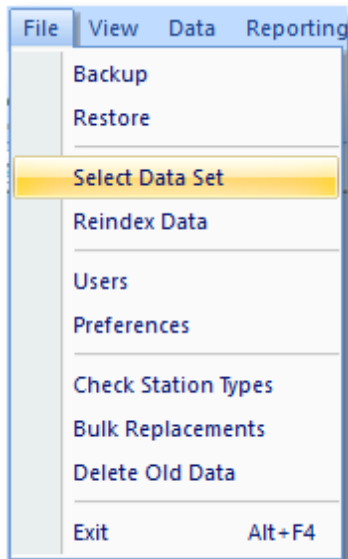 File View Data Reporting
Backup
Restore
Select Data Set
Reindex Data
Users
Preferences
Check Station Types
Bulk Replacements
Delete Old Data
Exit Alt+F4